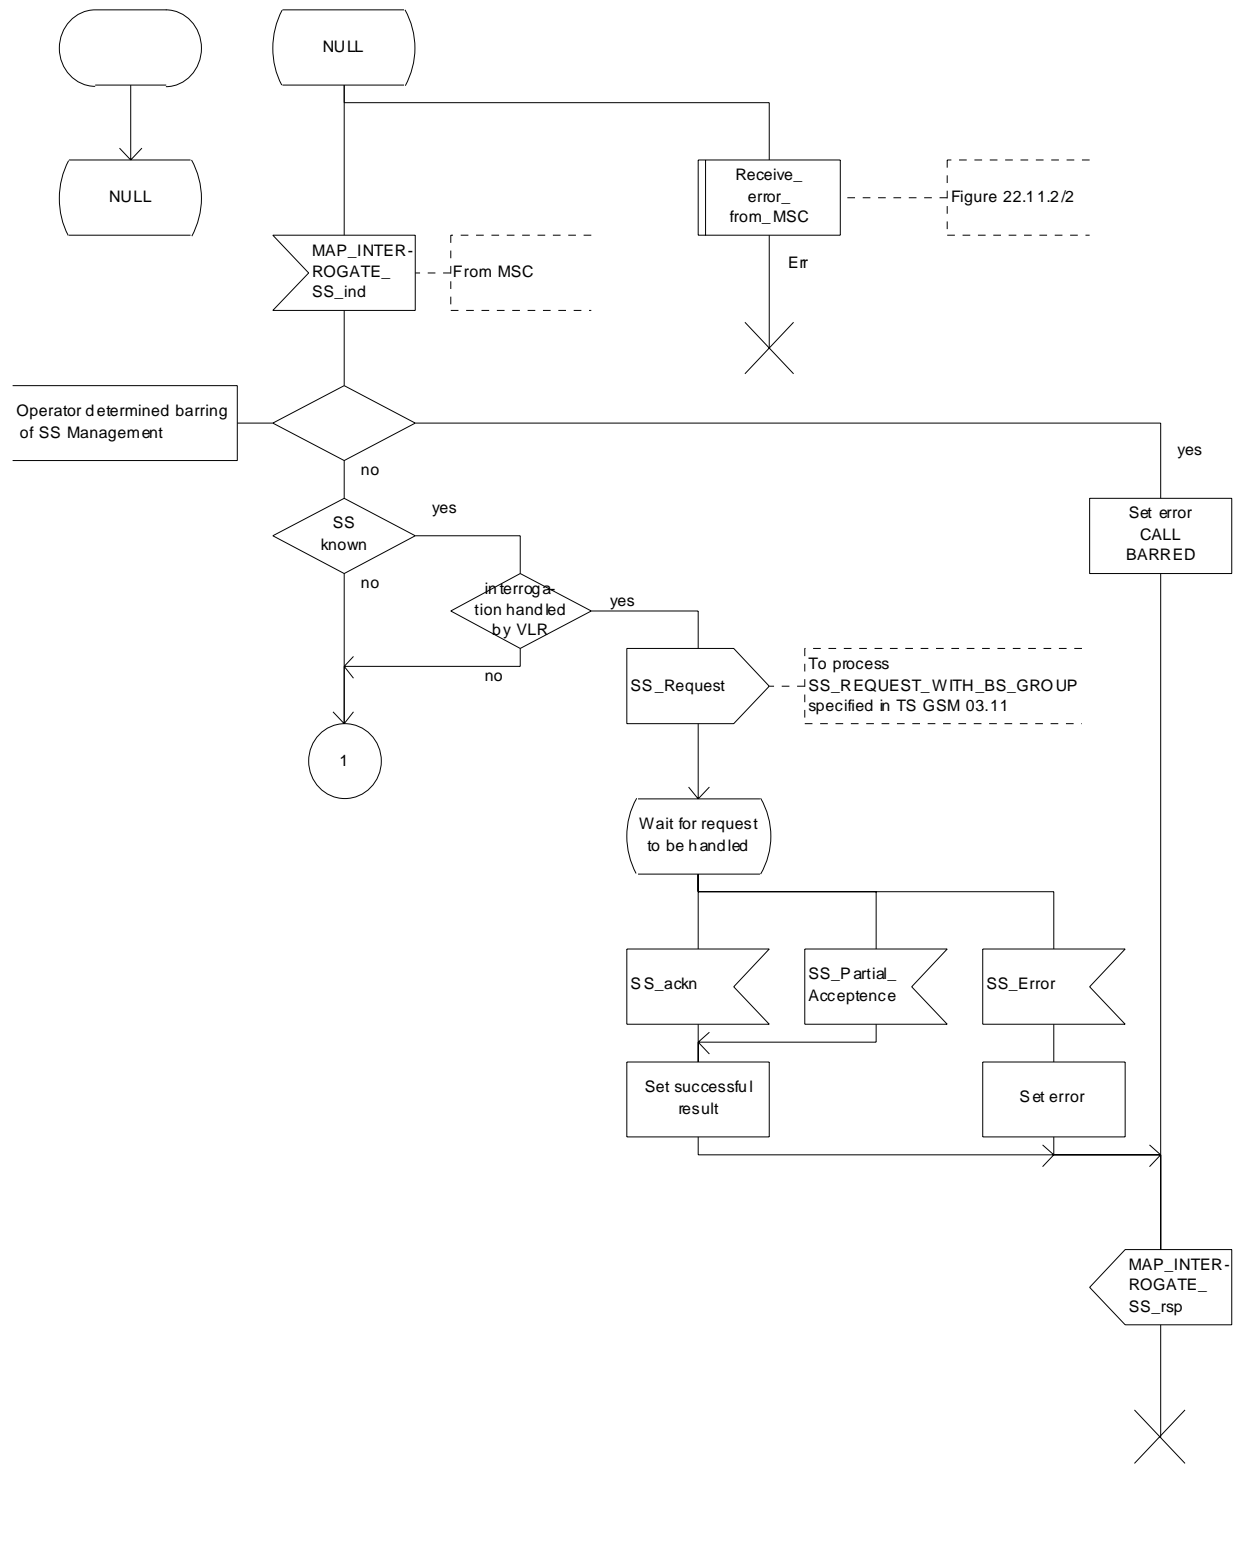 NULL
NULL
Receive_
error_
from_MSC
Figure 22.11.2/2
MAP_INTER-
ROGATE_
SS_ind
From MSC
Err
Operator determined barring
of SS Management
yes
no
Set error
CALL
BARRED
SS
known
yes
no
interroga-
tion handled
by VLR
yes
no
SS_Request
To process
SS_REQUEST_WITH_BS_GROUP
specified in TS GSM 03.11
1
Wait for request
to be handled
SS_ackn
SS_Partial_
Acceptence
SS_Error
Set successful
result
Set error
MAP_INTER-
ROGATE_
SS_rsp